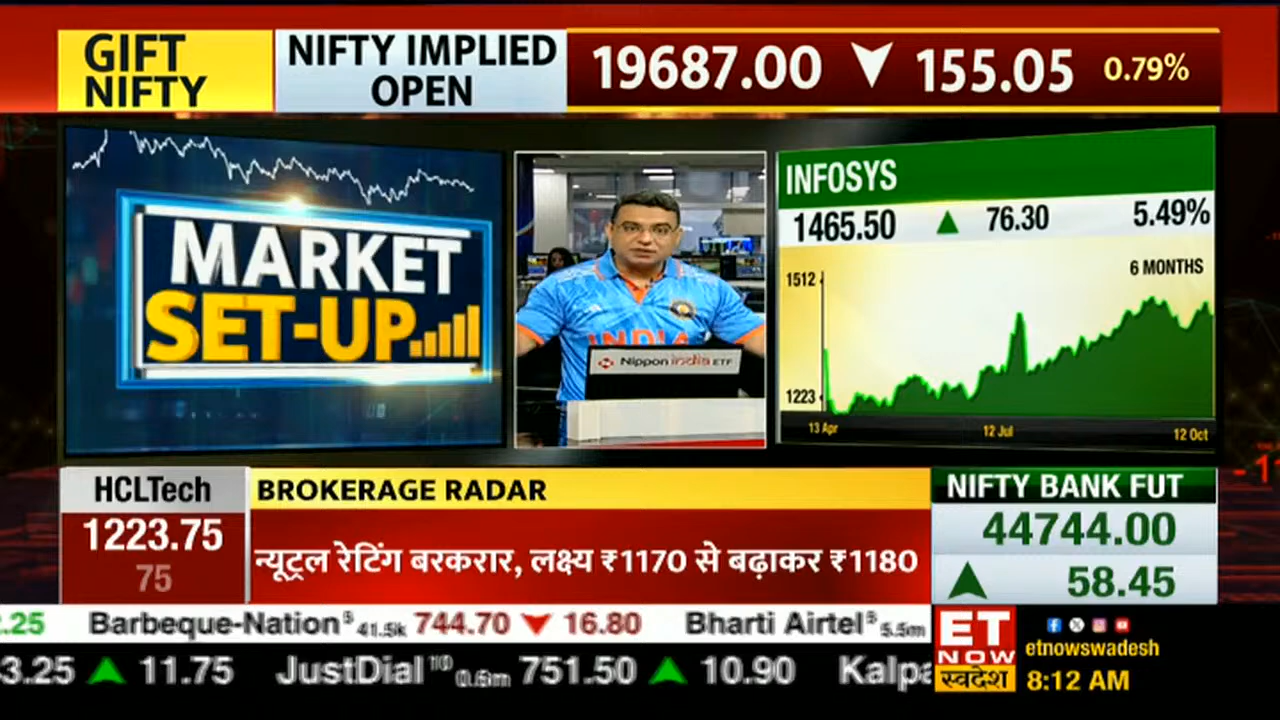 GIFT
NIFTY
NIFTY IMPLIED
OPEN
19687.00 ▼ 155.05 0.79%
MARKET
SET-UP
INDIA
Nippon india ETF
INFOSYS
1465.50 ▲ 76.30 5.49%
6 MONTHS
1512
1223
13 Apr 12 Jul 12 Oct
HCLTech
1223.75
75
BROKERAGE RADAR
न्यूट्रल रेटिंग बरकरार, लक्ष्य ₹1170 से बढ़ाकर ₹1180
NIFTY BANK FUT
44744.00
▲ 58.45
.25 Barbeque-Nation S 41.5k 744.70 ▼ 16.80 Bharti Airtel S 5.5m
3.25 ▲ 11.75 JustDial 10 0.6m 751.50 ▲ 10.90 Kalpa
ET
NOW
स्वदेश
etnowswadesh
8:12 AM